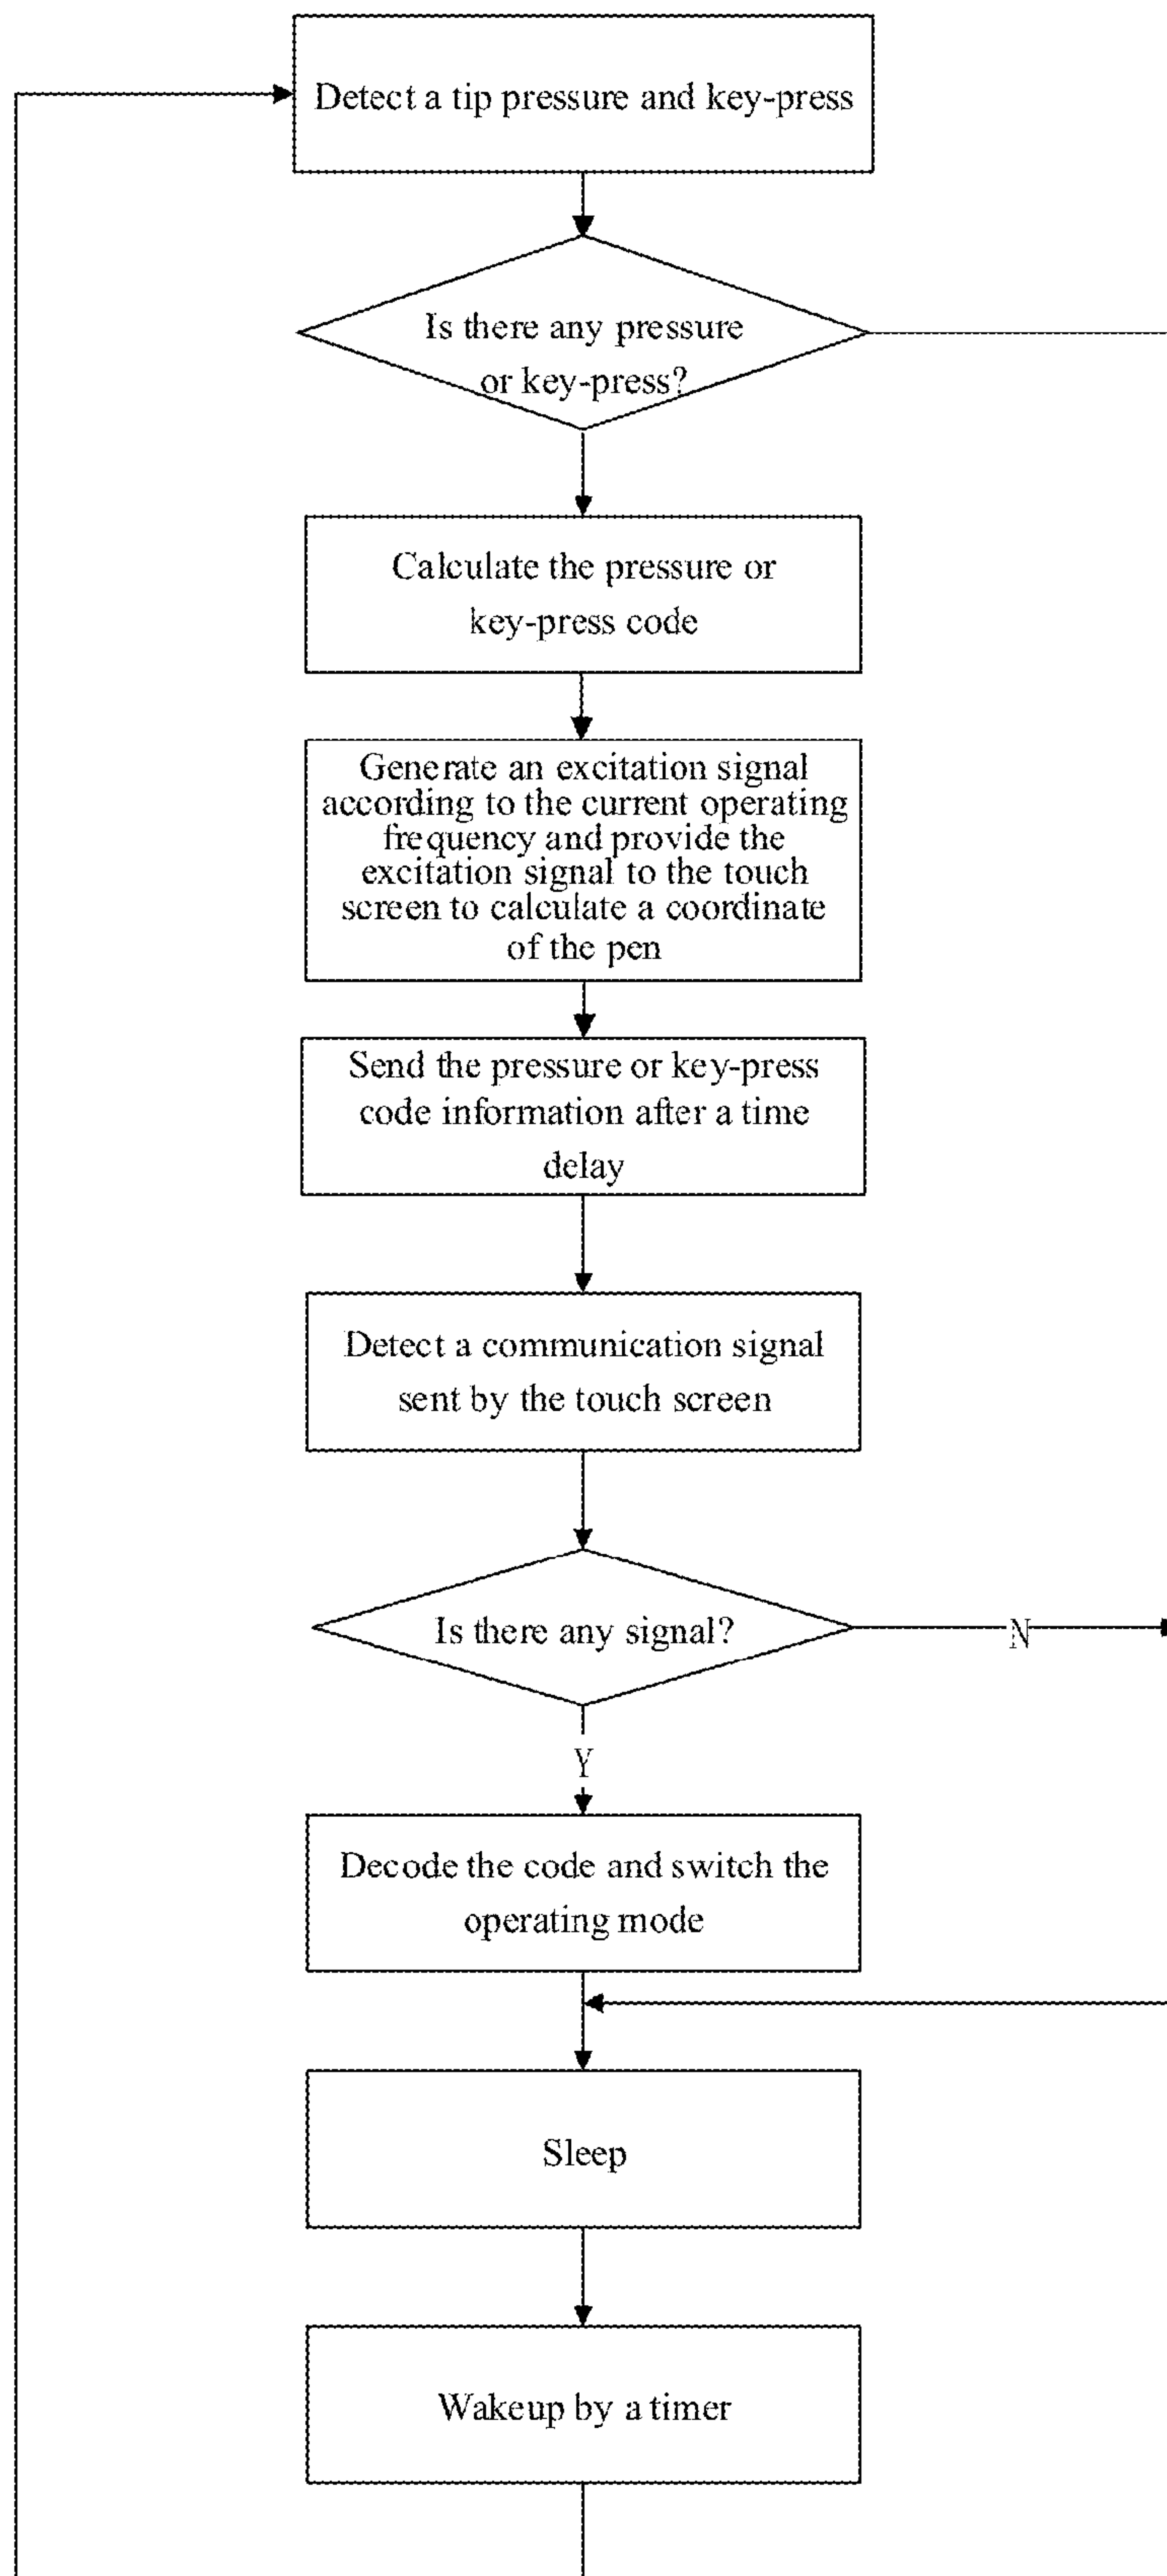 Detect a tip pressure and key-press
Is there any pressure
or key-press?
Calculate the pressure or
key-press code
Generate an excitation signal
according to the current operating
frequency and provide the
excitation signal to the touch
screen to calculate a coordinate
of the pen
Send the pressure or key-press
code information after a time
delay
Detect a communication signal
sent by the touch screen
Is there any signal?
N
Y
Decode the code and switch the
operating mode
Sleep
Wakeup by a timer